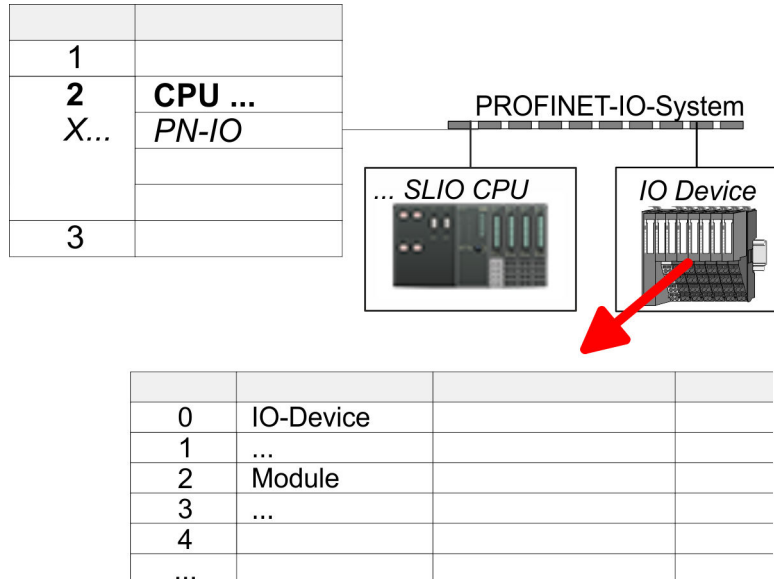 1
2 CPU ...
X... PN-IO
3
PROFINET-IO-System
... SLIO CPU
IO Device
0 IO-Device
1 ...
2 Module
3 ...
4
...